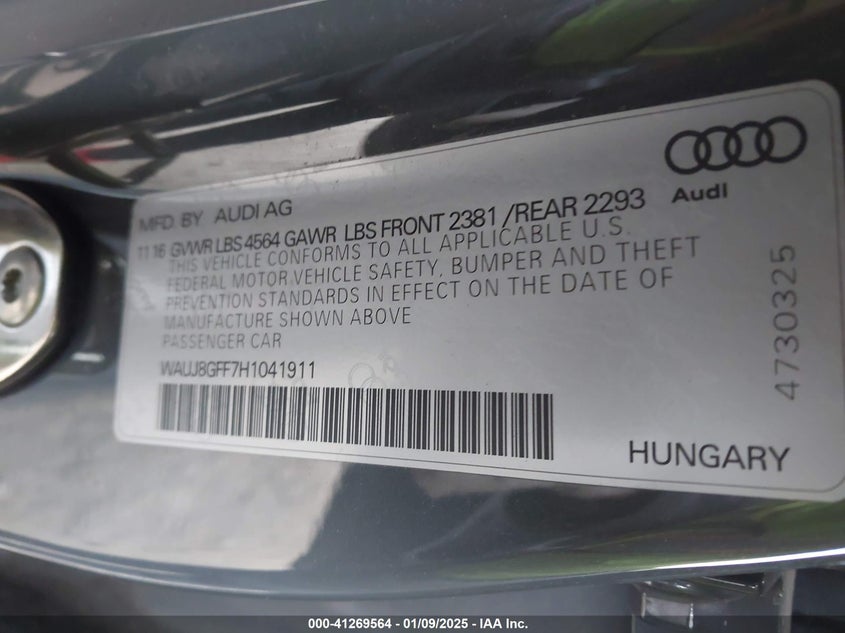 Audi
MFD. BY AUDI AG
11 16 GVWR LBS 4564 GAWR LBS FRONT 2381 /REAR 2293
THIS VEHICLE CONFORMS TO ALL APPLICABLE U.S.
FEDERAL MOTOR VEHICLE SAFETY, BUMPER AND THEFT
PREVENTION STANDARDS IN EFFECT ON THE DATE OF
MANUFACTURE SHOWN ABOVE
PASSENGER CAR
WAUJ8GFF7H1041911
4730325
HUNGARY
000-41269564 - 01/09/2025 - IAA Inc.